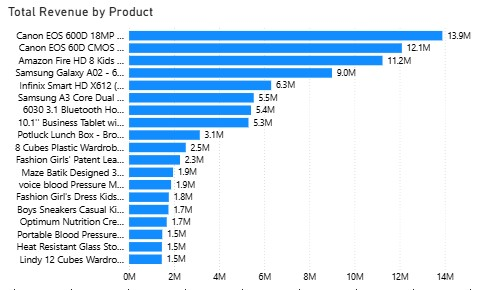 Total Revenue by Product
Canon EOS 600D 18MP ... 13.9M
Canon EOS 60D CMOS ... 12.1M
Amazon Fire HD 8 Kids ... 11.2M
Samsung Galaxy A02 - 6... 9.0M
Infinix Smart HD X612 (... 6.3M
Samsung A3 Core Dual ... 5.5M
6030 3.1 Bluetooth Ho... 5.4M
10.1'' Business Tablet wi... 5.3M
Potluck Lunch Box - Bro... 3.1M
8 Cubes Plastic Wardrob... 2.5M
Fashion Girls' Patent Lea... 2.3M
Maze Batik Designed 3... 1.9M
voice blood Pressure M... 1.9M
Fashion Girl's Dress Kids... 1.8M
Boys Sneakers Casual Ki... 1.7M
Optimum Nutrition Cre... 1.7M
Portable Blood Pressure... 1.5M
Heat Resistant Glass Sto... 1.5M
Lindy 12 Cubes Wardro... 1.5M
0M 2M 4M 6M 8M 10M 12M 14M